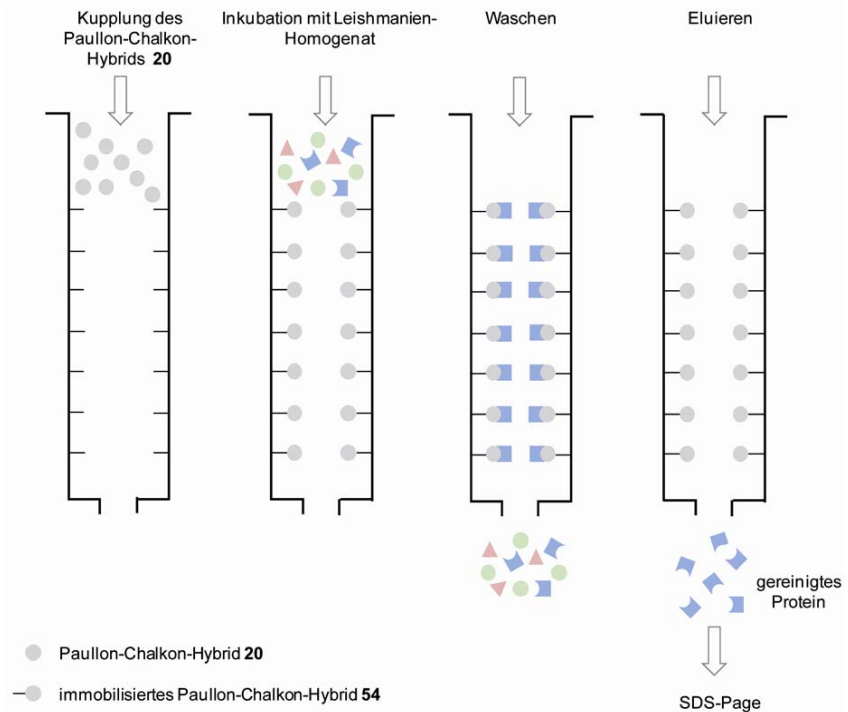 Kupplung des
Paullon-Chalkon-
Hybrids 20
Inkubation mit Leishmanien-
Homogenat
Waschen
Eluieren
gereinigtes
Protein
Paullon-Chalkon-Hybrid 20
immobilisiertes Paullon-Chalkon-Hybrid 54
SDS-Page